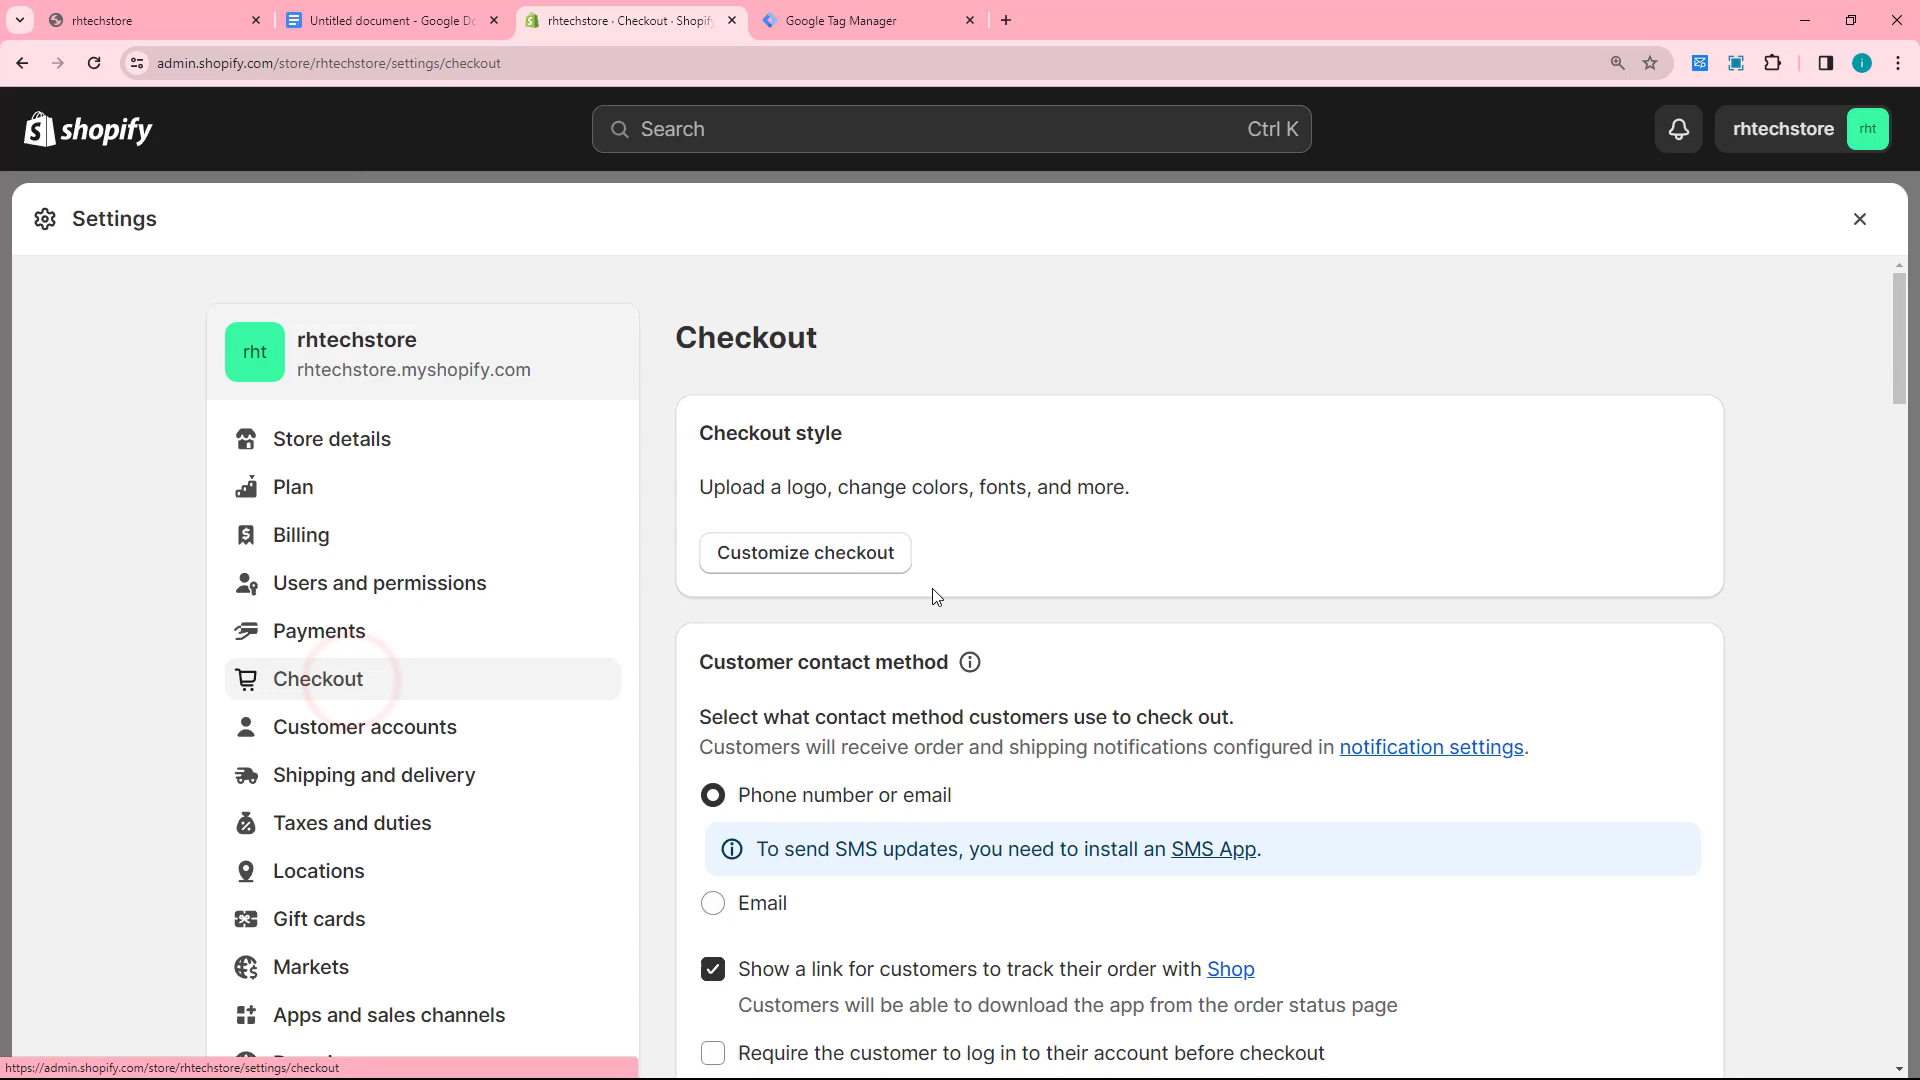 rhtechstore
Untitled document - Google Do
rhtechstore · Checkout · Shopify
Google Tag Manager
admin.shopify.com/store/rhtechstore/settings/checkout
i
shopify
Search
Ctrl K
rhtechstore
rht
Settings
rht
rhtechstore
rhtechstore.myshopify.com
Store details
Plan
Billing
Users and permissions
Payments
Checkout
Customer accounts
Shipping and delivery
Taxes and duties
Locations
Gift cards
Markets
Apps and sales channels
Checkout
Checkout style
Upload a logo, change colors, fonts, and more.
Customize checkout
Customer contact method
Select what contact method customers use to check out.
Customers will receive order and shipping notifications configured in notification settings.
Phone number or email
To send SMS updates, you need to install an SMS App.
Email
Show a link for customers to track their order with Shop
Customers will be able to download the app from the order status page
Require the customer to log in to their account before checkout
https://admin.shopify.com/store/rhtechstore/settings/checkout